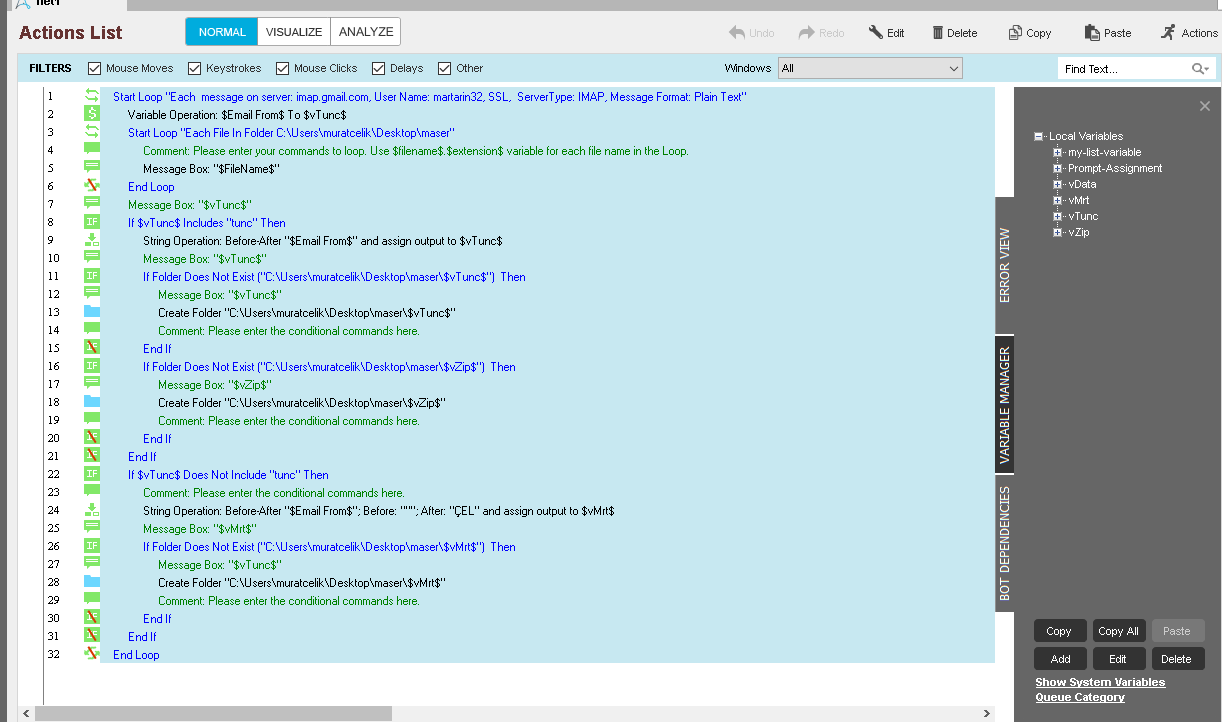 net1
Actions List
NORMAL VISUALIZE ANALYZE
Undo Redo Edit Delete Copy Paste Actions
FILTERS Mouse Moves Keystrokes Mouse Clicks Delays Other Windows All Find Text...
1 Start Loop "Each message on server: imap.gmail.com, User Name: martarin32, SSL, ServerType: IMAP, Message Format: Plain Text"
2 Variable Operation: $Email From$ To $vTunc$
3 Start Loop "Each File In Folder C:\Users\muratcelik\Desktop\maser"
4 Comment: Please enter your commands to loop. Use $filename$.$extension$ variable for each file name in the Loop.
5 Message Box: "$FileName$"
6 End Loop
7 Message Box: "$vTunc$"
8 If $vTunc$ Includes "tunc" Then
9 String Operation: Before-After "$Email From$" and assign output to $vTunc$
10 Message Box: "$vTunc$"
11 If Folder Does Not Exist ("C:\Users\muratcelik\Desktop\maser\$vTunc$") Then
12 Message Box: "$vTunc$"
13 Create Folder "C:\Users\muratcelik\Desktop\maser\$vTunc$"
14 Comment: Please enter the conditional commands here.
15 End If
16 If Folder Does Not Exist ("C:\Users\muratcelik\Desktop\maser\$vZip$") Then
17 Message Box: "$vZip$"
18 Create Folder "C:\Users\muratcelik\Desktop\maser\$vZip$"
19 Comment: Please enter the conditional commands here.
20 End If
21 End If
22 If $vTunc$ Does Not Include "tunc" Then
23 Comment: Please enter the conditional commands here.
24 String Operation: Before-After "$Email From$"; Before: """; After: "ÇEL" and assign output to $vMrt$
25 Message Box: "$vMrt$"
26 If Folder Does Not Exist ("C:\Users\muratcelik\Desktop\maser\$vMrt$") Then
27 Message Box: "$vTunc$"
28 Create Folder "C:\Users\muratcelik\Desktop\maser\$vMrt$"
29 Comment: Please enter the conditional commands here.
30 End If
31 End If
32 End Loop
ERROR VIEW
VARIABLE MANAGER
BOT DEPENDENCIES
Local Variables
my-list-variable
Prompt-Assignment
vData
vMrt
vTunc
vZip
Copy Copy All Paste
Add Edit Delete
Show System Variables
Queue Category